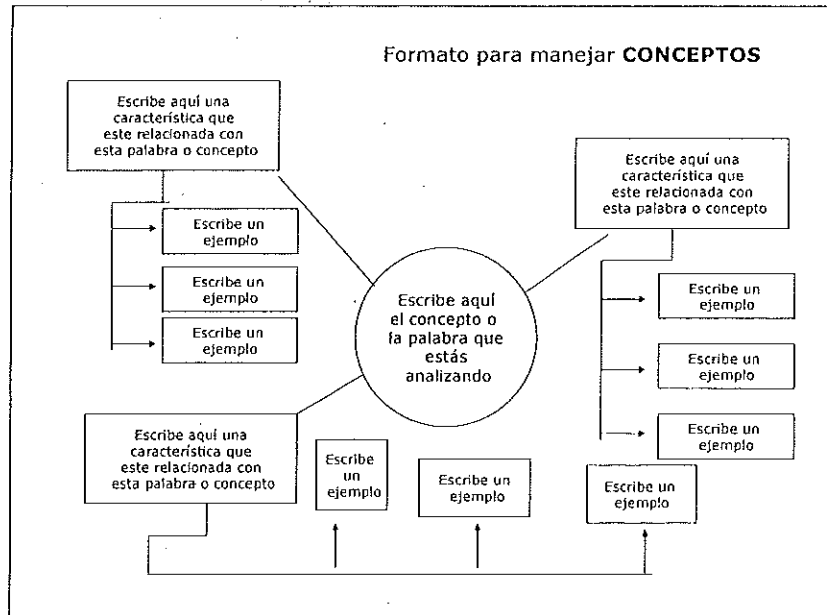 Formato para manejar CONCEPTOS
Escribe aquí una
característica que
este relacionada con
esta palabra o concepto
Escribe un
ejemplo
Escribe un
ejemplo
Escribe un
ejemplo
Escribe aquí
el concepto o
la palabra que
estás
analizando
Escribe aquí una
característica que
este relacionada con
esta palabra o concepto
Escribe un
ejemplo
Escribe un
ejemplo
Escribe un
ejemplo
Escribe aquí una
característica que
este relacionada con
esta palabra o concepto
Escribe
un
ejemplo
Escribe un
ejemplo
Escribe un
ejemplo